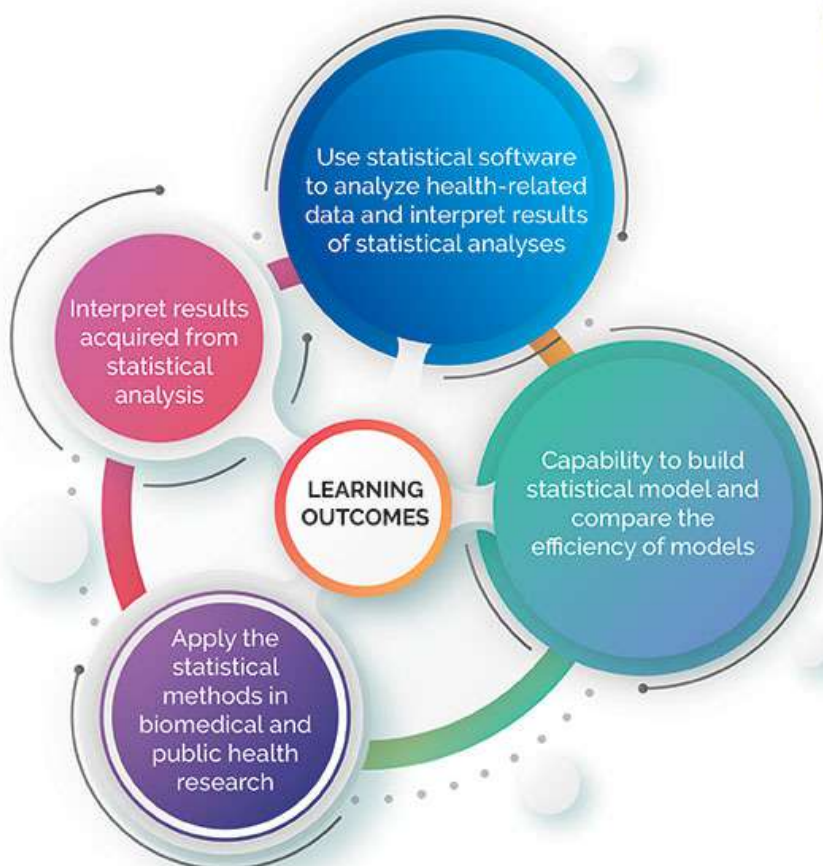 Use statistical software
to analyze health-related
data and interpret results
of statistical analyses
Interpret results
acquired from
statistical
analysis
LEARNING
OUTCOMES
Capability to build
statistical model and
compare the
efficiency of models
Apply the
statistical
methods in
biomedical and
public health
research